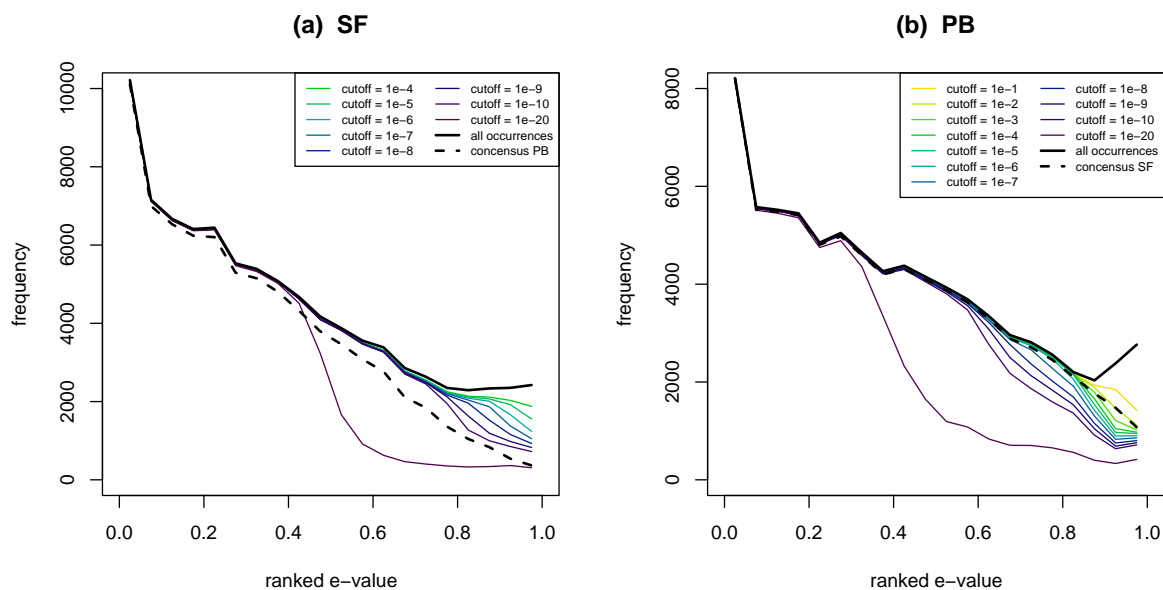 (a) SF
cutoff = 1e−4
cutoff = 1e−5
cutoff = 1e−6
cutoff = 1e−7
cutoff = 1e−8
cutoff = 1e−9
cutoff = 1e−10
cutoff = 1e−20
all occurrences
concensus PB
frequency
0
2000
4000
6000
8000
10000
0.0 0.2 0.4 0.6 0.8 1.0
ranked e−value
(b) PB
cutoff = 1e−1
cutoff = 1e−2
cutoff = 1e−3
cutoff = 1e−4
cutoff = 1e−5
cutoff = 1e−6
cutoff = 1e−7
cutoff = 1e−8
cutoff = 1e−9
cutoff = 1e−10
cutoff = 1e−20
all occurrences
concensus SF
frequency
0
2000
4000
6000
8000
0.0 0.2 0.4 0.6 0.8 1.0
ranked e−value